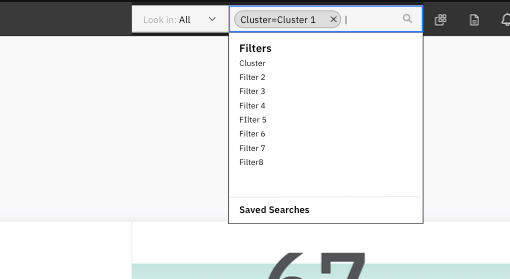 Look in: All
Cluster=Cluster 1
Filters
Cluster
Filter 2
Filter 3
Filter 4
FIlter 5
Filter 6
Filter 7
Filter8
Saved Searches
67